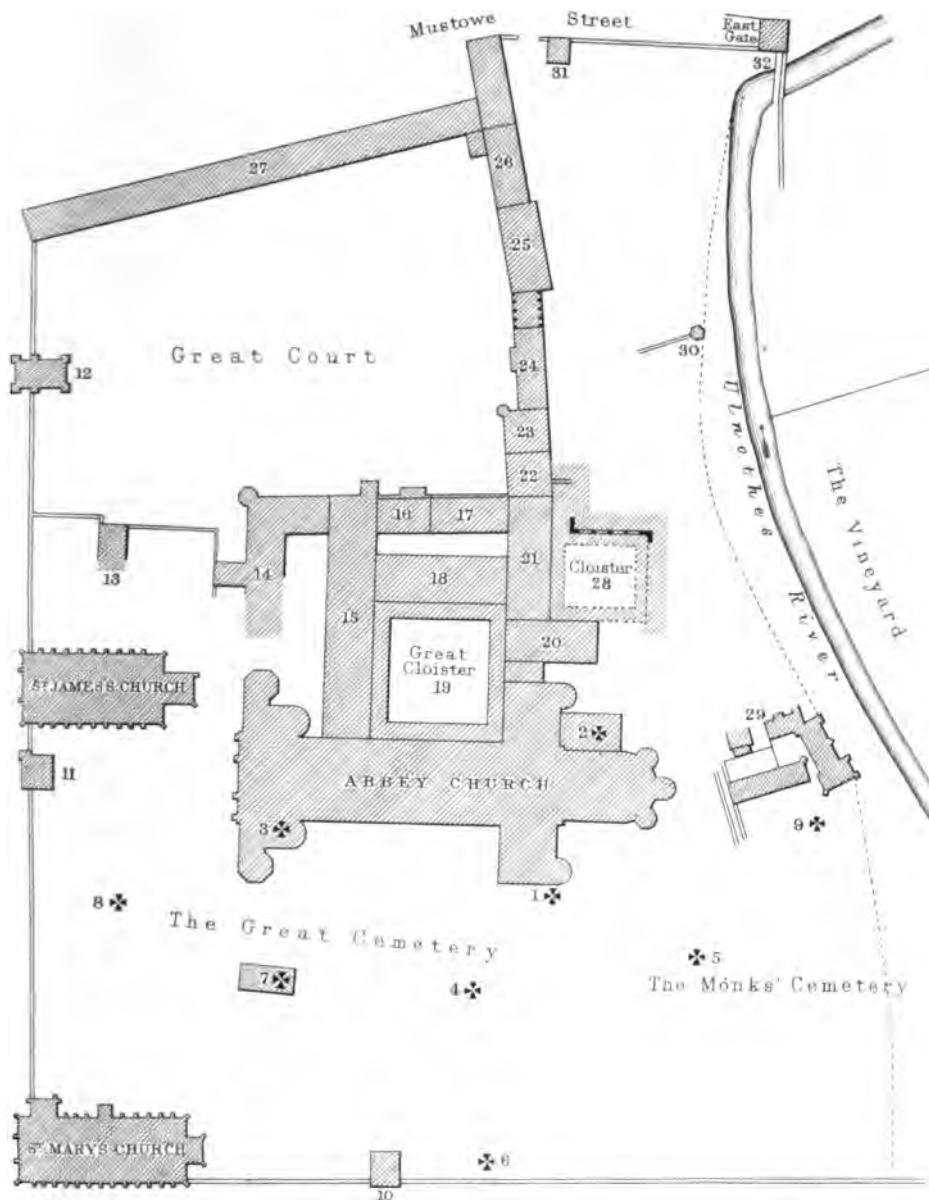 Mustowe Street
East
Gate
31
32
27
26
25
Great Court
12
24
30
23
22
Ulnothes River
The Vineyard
16
17
13
14
18
21
Cloister
28
15
20
Great
Cloister
19
ST JAMES'S CHURCH
2
29
11
ABBEY CHURCH
3
9
8
1
The Great Cemetery
5
7
4
The Monks' Cemetery
ST MARY'S CHURCH
6
10